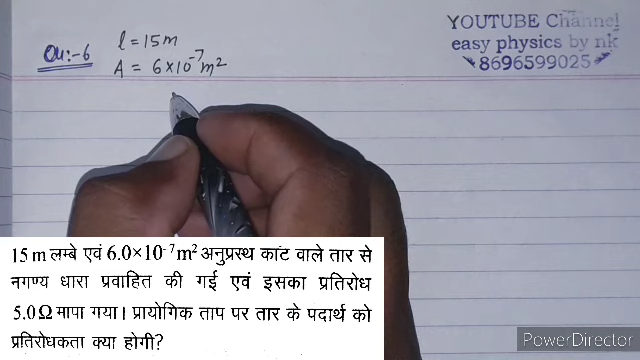 Qu:-6
l = 15m
A = 6×10⁻⁷m²
YOUTUBE Channel
easy physics by nk
8696599025
15 m लम्बे एवं 6.0×10⁻⁷m² अनुप्रस्थ काट वाले तार से
नगण्य धारा प्रवाहित की गई एवं इसका प्रतिरोध
5.0Ω मापा गया। प्रायोगिक ताप पर तार के पदार्थ को
प्रतिरोधकता क्या होगी?
PowerDirector